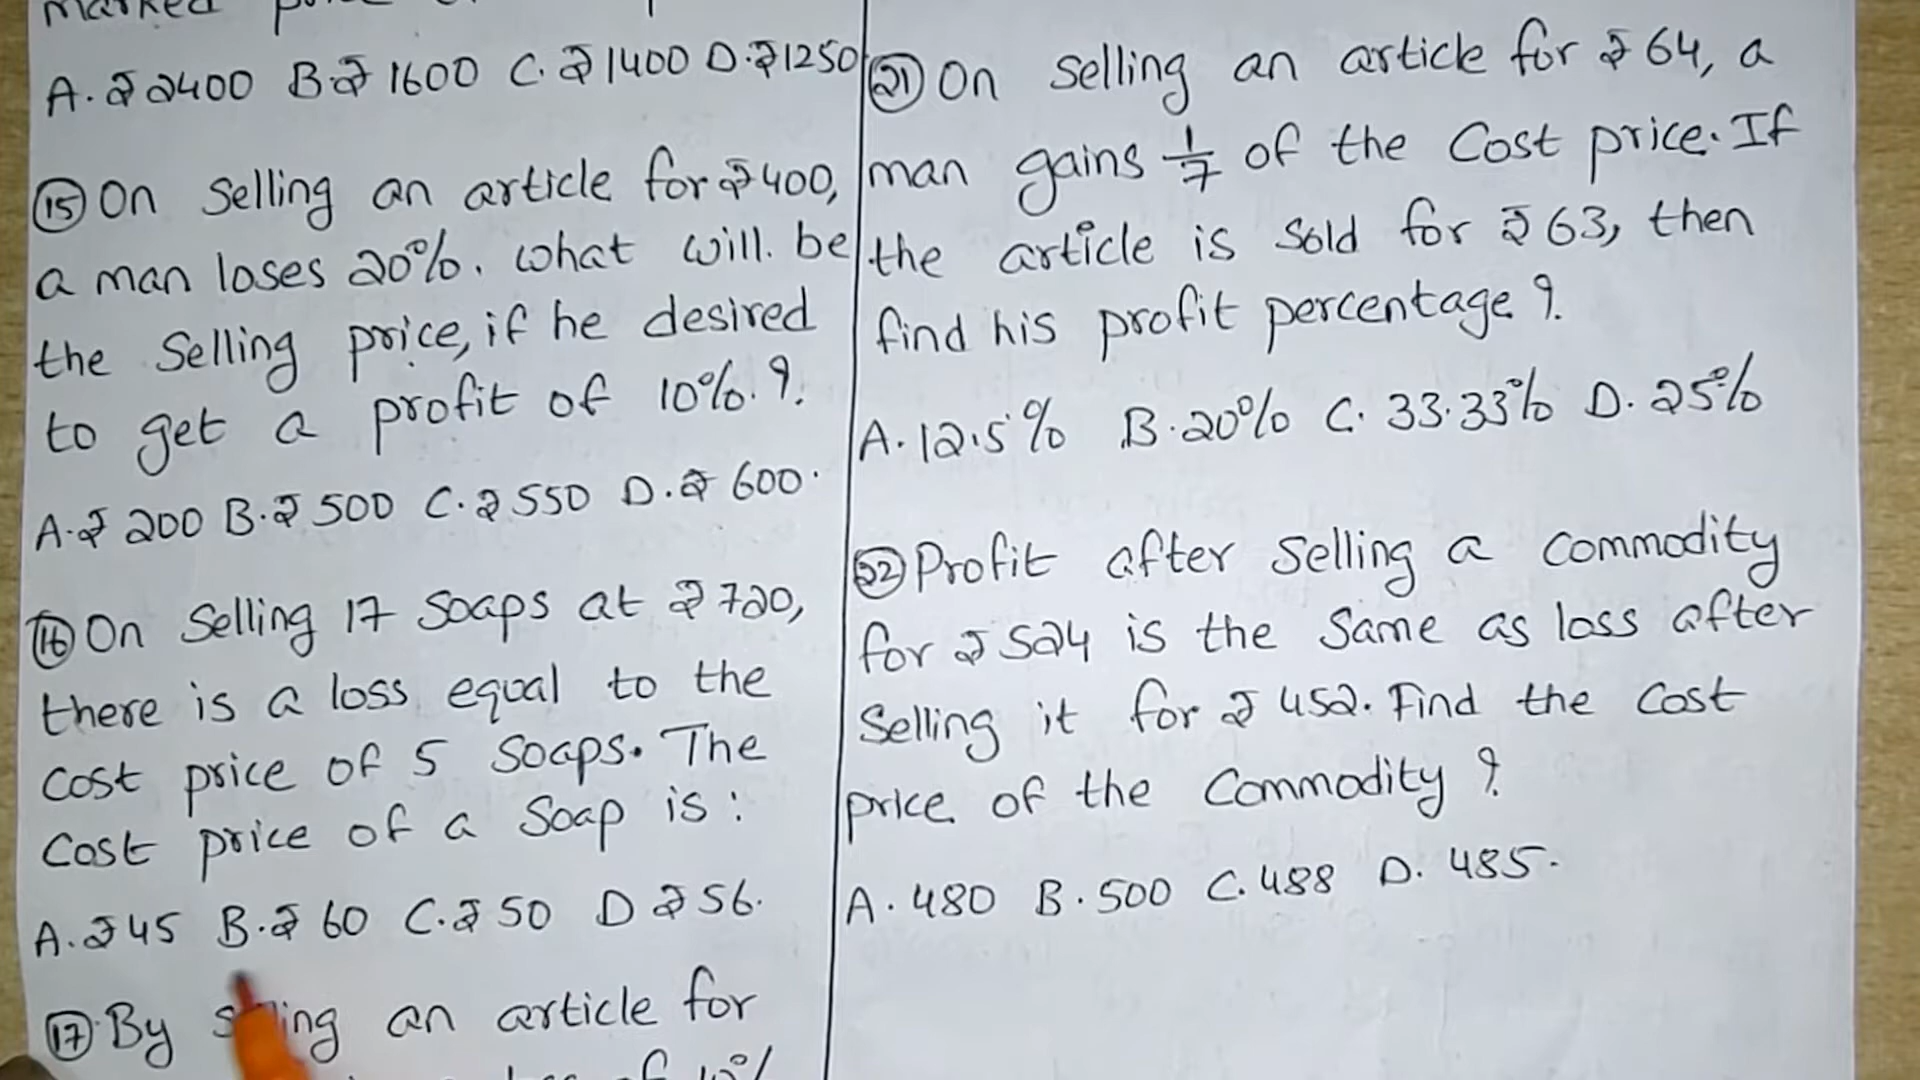 marked
A. ₹ 2400 B. ₹ 1600 C. ₹ 1400 D. ₹ 1250
(15) On Selling an article for ₹ 400,
a man loses 20%. what will. be
the Selling price, if he desired
to get a profit of 10%. ?.
A. ₹ 200 B. ₹ 500 C. ₹ 550 D. ₹ 600.
(16) On Selling 17 Soaps at ₹ 720,
there is a loss equal to the
cost price of 5 soaps. The
Cost price of a Soap is :
A. ₹ 45 B. ₹ 60 C. ₹ 50 D ₹ 56.
(17) By an article for
of 10%
(21) On selling an article for ₹ 64, a
man gains 1/7 of the Cost price. If
the article is sold for ₹ 63, then
find his profit percentage ?.
A. 12.5% B. 20% C. 33.33% D. 25%
(22) Profit after Selling a Commodity
for ₹ 524 is the Same as loss after
Selling it for ₹ 452. Find the Cost
price of the Commodity ?
A. 480 B. 500 C. 488 D. 485.